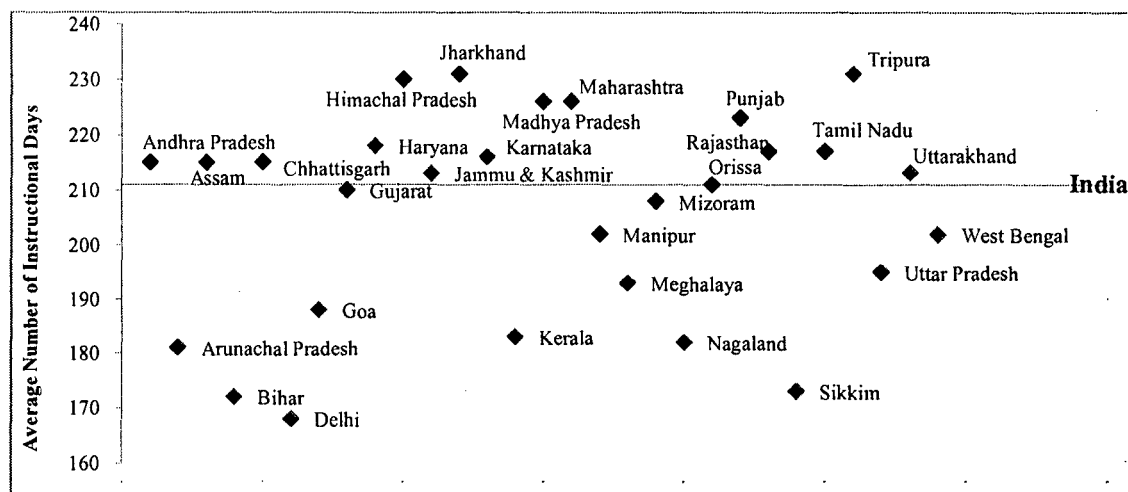 Average Number of Instructional Days
240
230
220
210
200
190
180
170
160
Jharkhand
Tripura
Himachal Pradesh
Maharashtra
Madhya Pradesh
Punjab
Andhra Pradesh
Assam
Chhattisgarh
Haryana
Karnataka
Rajasthan
Tamil Nadu
Gujarat
Jammu & Kashmir
Orissa
Uttarakhand
India
Mizoram
Manipur
West Bengal
Meghalaya
Uttar Pradesh
Goa
Kerala
Nagaland
Arunachal Pradesh
Bihar
Delhi
Sikkim